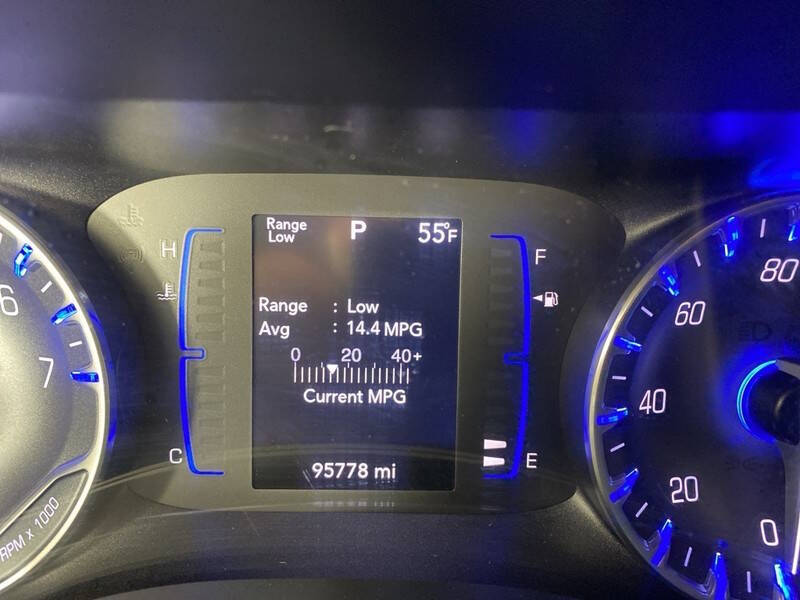 Range
Low
P
55°F
H
F
Range : Low
Avg : 14.4 MPG
0 20 40+
Current MPG
C
E
95778 mi
6
7
RPM x 1000
80
60
40
20
0